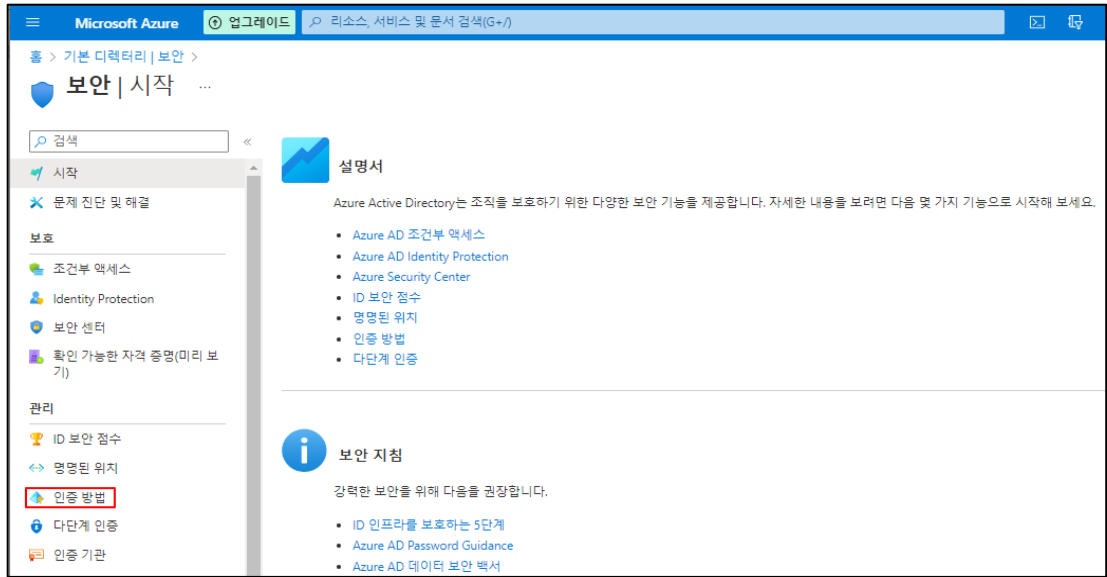 Microsoft Azure
업그레이드
리소스, 서비스 및 문서 검색(G+/)
홈 > 기본 디렉터리 | 보안 >
보안 | 시작 ...
검색 «
시작
문제 진단 및 해결
보호
조건부 액세스
Identity Protection
보안 센터
확인 가능한 자격 증명(미리 보
기)
관리
ID 보안 점수
명명된 위치
인증 방법
다단계 인증
인증 기관
설명서
Azure Active Directory는 조직을 보호하기 위한 다양한 보안 기능을 제공합니다. 자세한 내용을 보려면 다음 몇 가지 기능으로 시작해 보세요.
• Azure AD 조건부 액세스
• Azure AD Identity Protection
• Azure Security Center
• ID 보안 점수
• 명명된 위치
• 인증 방법
• 다단계 인증
보안 지침
강력한 보안을 위해 다음을 권장합니다.
• ID 인프라를 보호하는 5단계
• Azure AD Password Guidance
• Azure AD 데이터 보안 백서